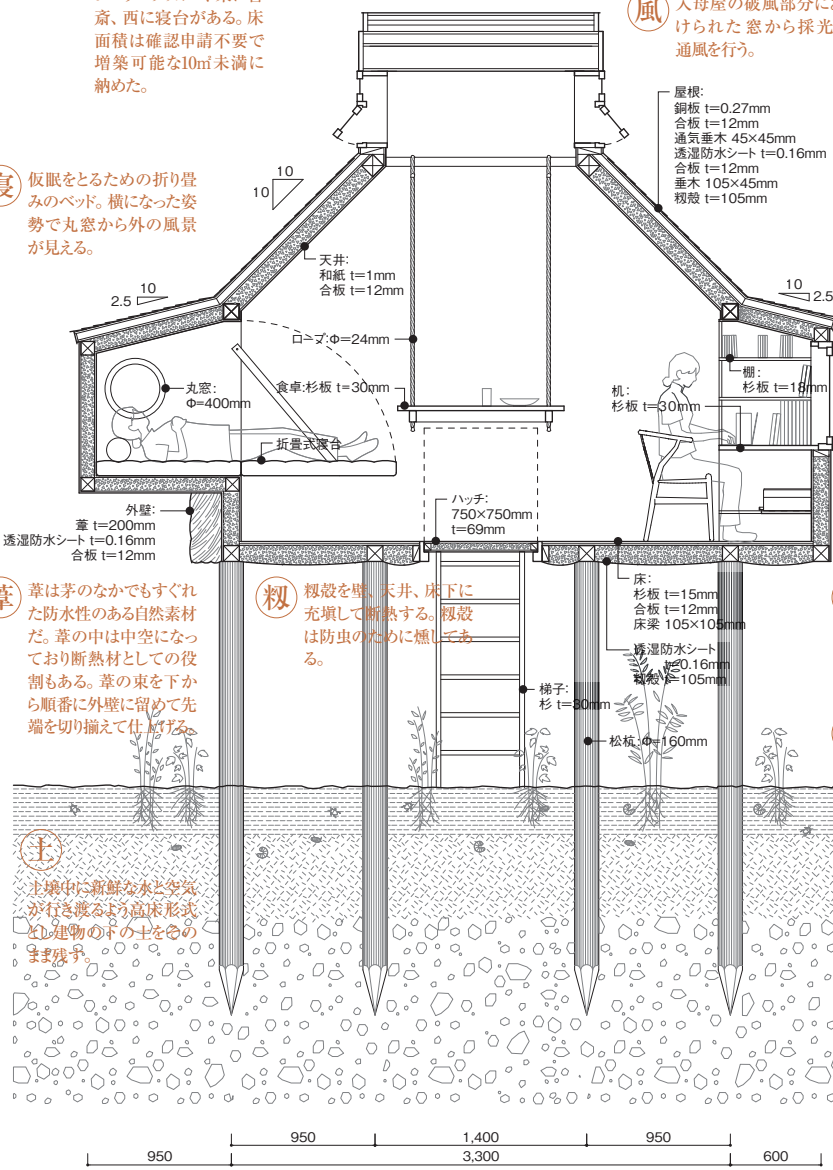 斎、西に寝台がある。床
面積は確認申請不要で
増築可能な10㎡未満に
納めた。
風
入母屋の破風部分に
けられた窓から採光
通風を行う。
屋根:
銅板 t=0.27mm
合板 t=12mm
通気垂木 45×45mm
透湿防水シート t=0.16mm
合板 t=12mm
垂木 105×45mm
籾殻 t=105mm
寝
仮眠をとるための折り畳
みのベッド。横になった姿
勢で丸窓から外の風景
が見える。
10
10
天井:
和紙 t=1mm
合板 t=12mm
10
2.5
10
2.5
ロープ:Φ=24mm
丸窓:
Φ=400mm
食卓:杉板 t=30mm
折畳式寝台
机:
杉板 t=30mm
棚:
杉板 t=18mm
外壁:
葦 t=200mm
透湿防水シート t=0.16mm
合板 t=12mm
ハッチ:
750×750mm
t=69mm
床:
杉板 t=15mm
合板 t=12mm
床梁 105×105mm
透湿防水シート
t=0.16mm
籾殻 t=105mm
葦
葦は茅のなかでもすぐれ
た防水性のある自然素材
だ。葦の中は中空になっ
ており断熱材としての役
割もある。葦の束を下か
ら順番に外壁に留めて先
端を切り揃えて仕上げる。
籾
籾殻を壁、天井、床下に
充塡して断熱する。籾殻
は防虫のために燻してあ
る。
梯子:
杉 t=30mm
松杭:Φ=160mm
土
土壌中に新鮮な水と空気
が行き渡るよう高床形式
とし建物の下の土をその
まま残す。
950
1,400
950
950
3,300
600